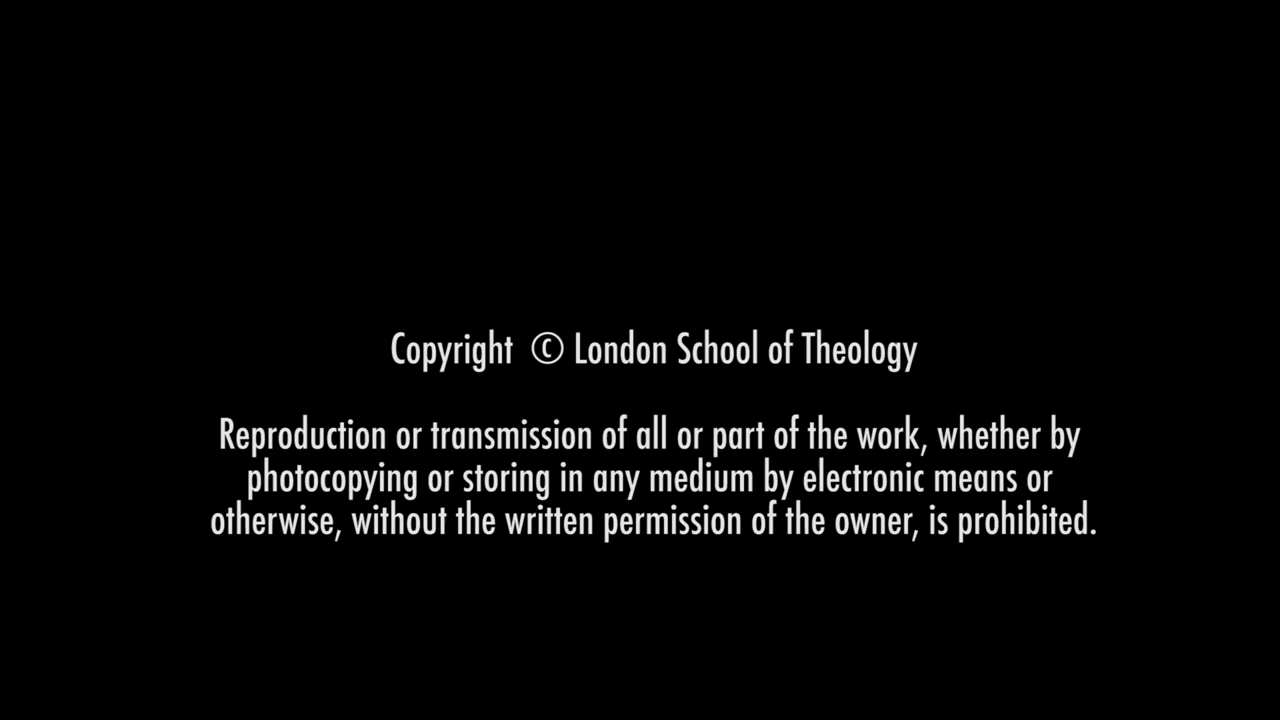 Copyright © London School of Theology
Reproduction or transmission of all or part of the work, whether by
photocopying or storing in any medium by electronic means or
otherwise, without the written permission of the owner, is prohibited.